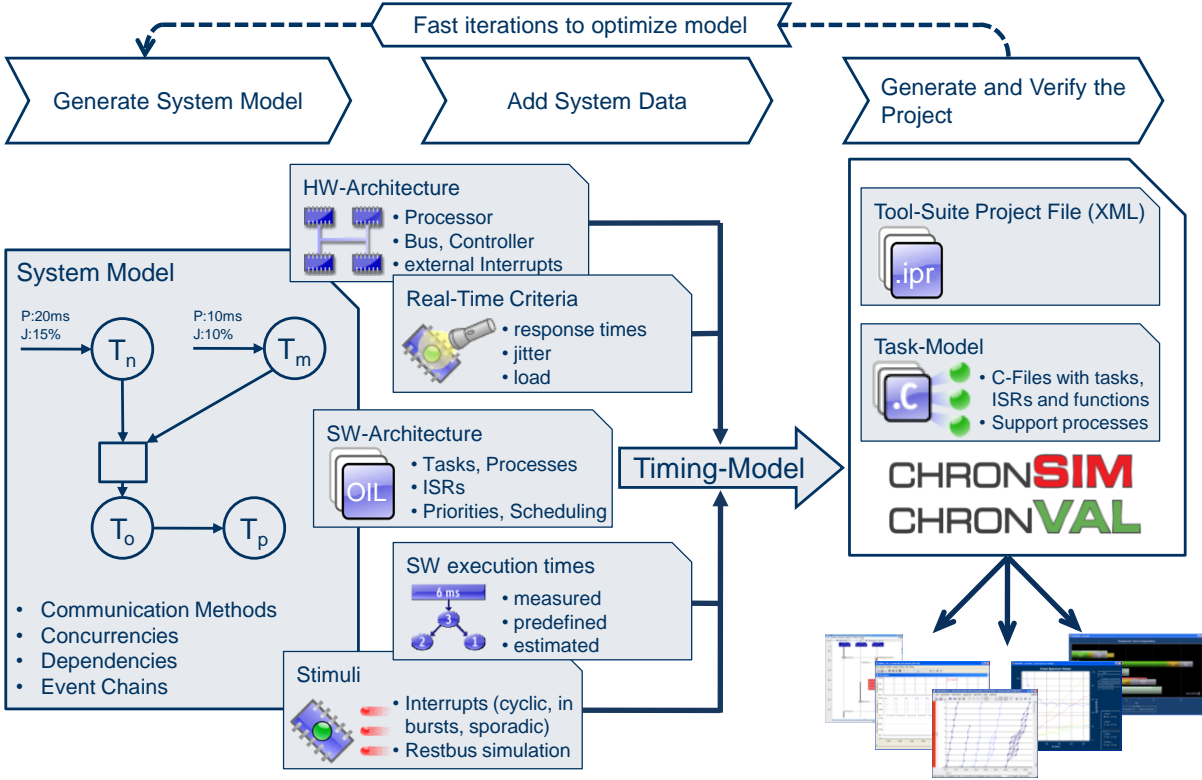 Fast iterations to optimize model
Generate System Model
Add System Data
Generate and Verify the
Project
HW-Architecture
• Processor
• Bus, Controller
• external Interrupts
System Model
P:20ms
J:15%
Tn
P:10ms
J:10%
Tm
To
Tp
• Communication Methods
• Concurrencies
• Dependencies
• Event Chains
Real-Time Criteria
• response times
• jitter
• load
SW-Architecture
OIL
• Tasks, Processes
• ISRs
• Priorities, Scheduling
SW execution times
6 ms
3
2
1
• measured
• predefined
• estimated
Stimuli
• Interrupts (cyclic, in
bursts, sporadic)
• Restbus simulation
Timing-Model
Tool-Suite Project File (XML)
.ipr
Task-Model
.C
• C-Files with tasks,
ISRs and functions
• Support processes
CHRONSIM
CHRONVAL